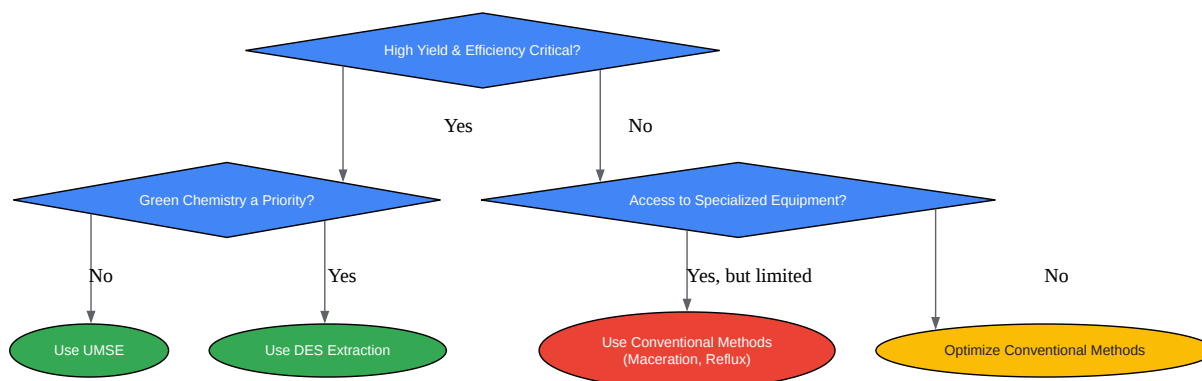 High Yield & Efficiency Critical?
Yes
No
Green Chemistry a Priority?
Access to Specialized Equipment?
No
Yes
Yes, but limited
No
Use UMSE
Use DES Extraction
Use Conventional Methods
(Maceration, Reflux)
Optimize Conventional Methods